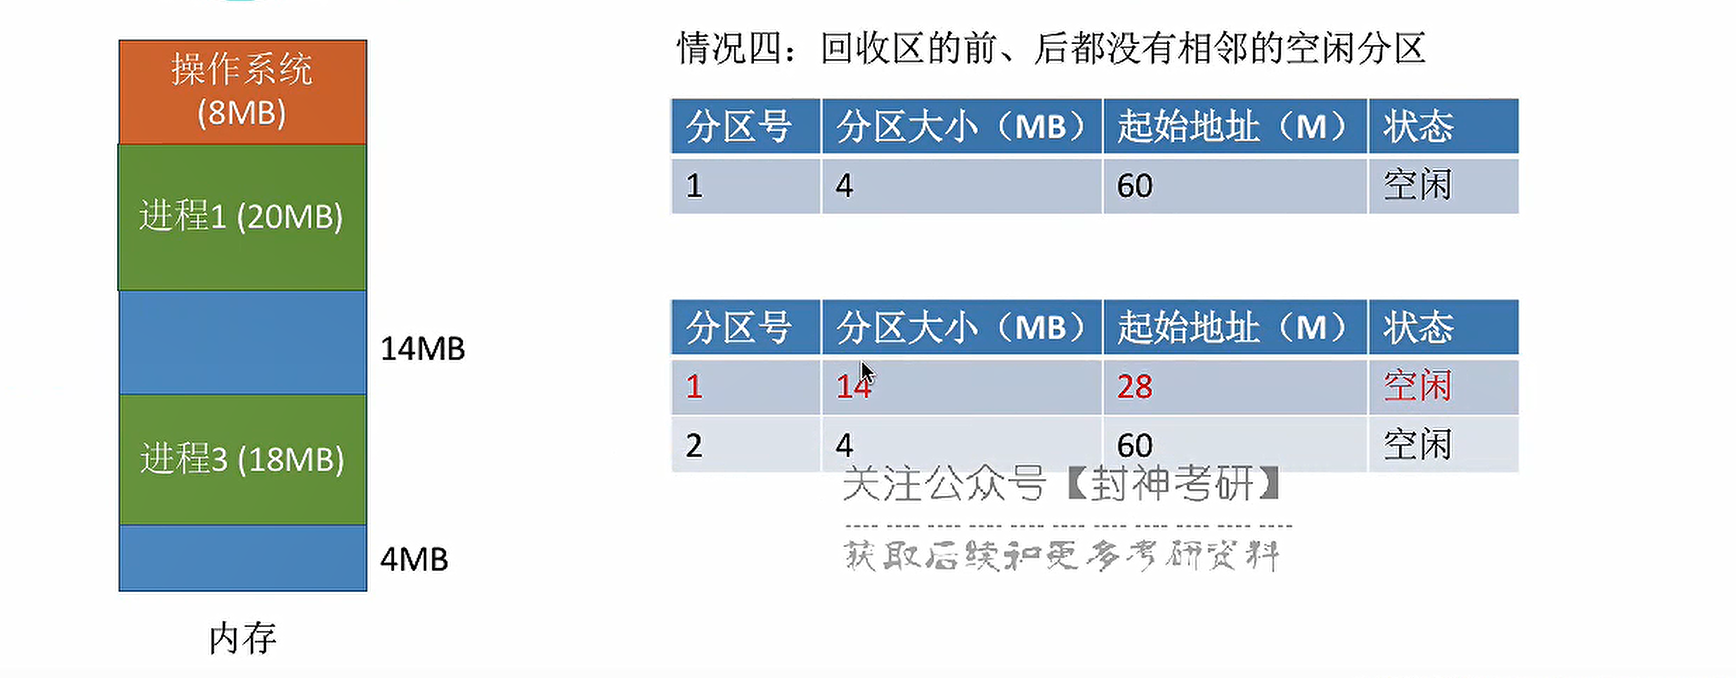 操作系统
(8MB)
进程1 (20MB)
14MB
进程3 (18MB)
4MB
内存
情况四：回收区的前、后都没有相邻的空闲分区
分区号 分区大小（MB） 起始地址（M） 状态
1 4 60 空闲
分区号 分区大小（MB） 起始地址（M） 状态
1 14 28 空闲
2 4 60 空闲
关注公众号【封神考研】
获取后续和更多考研资料